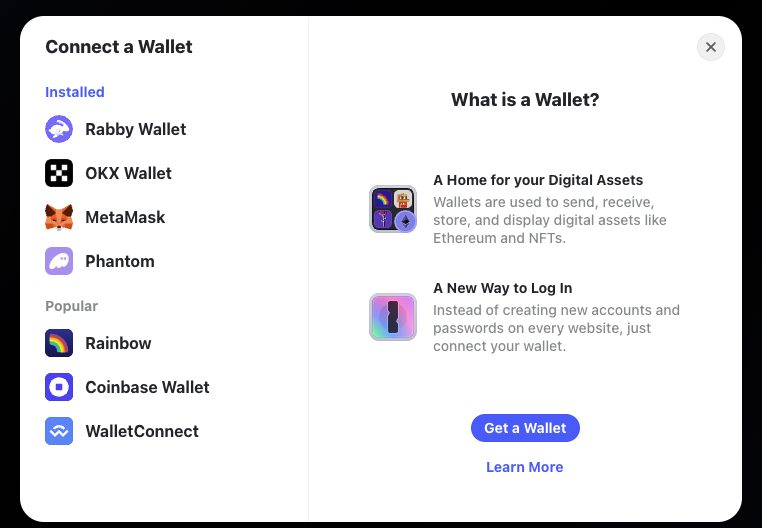 Connect a Wallet
Installed
Rabby Wallet
OKX Wallet
MetaMask
Phantom
Popular
Rainbow
Coinbase Wallet
WalletConnect
What is a Wallet?
A Home for your Digital Assets
Wallets are used to send, receive,
store, and display digital assets like
Ethereum and NFTs.
A New Way to Log In
Instead of creating new accounts and
passwords on every website, just
connect your wallet.
Get a Wallet
Learn More